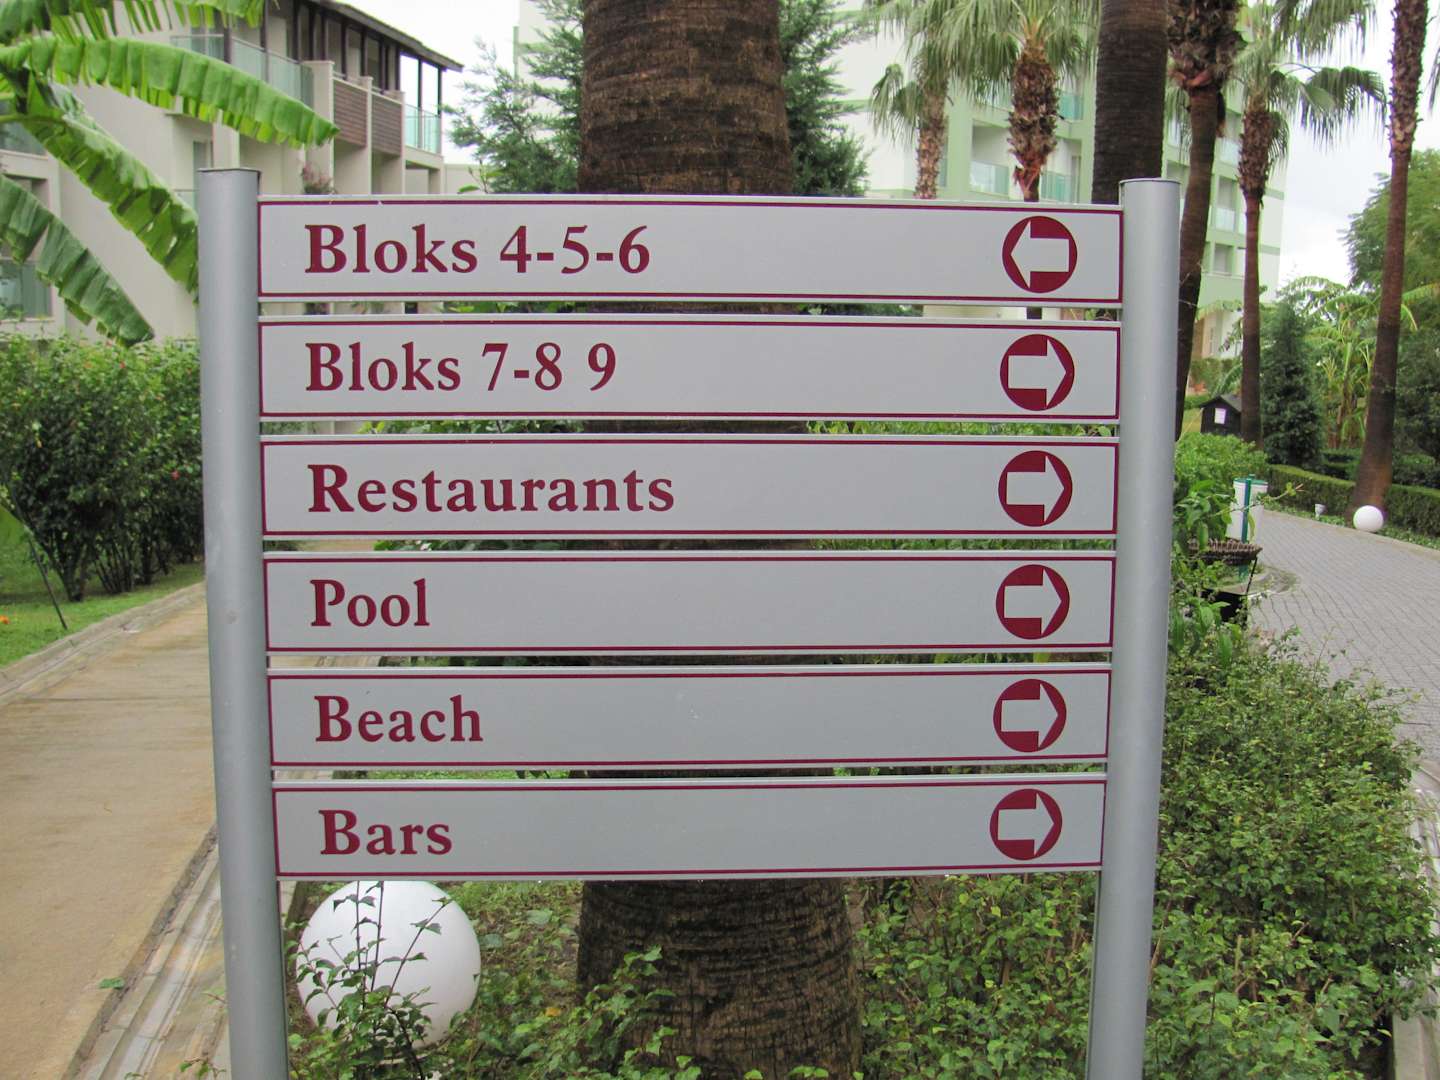 Bloks 4-5-6
Bloks 7-8 9
Restaurants
Pool
Beach
Bars